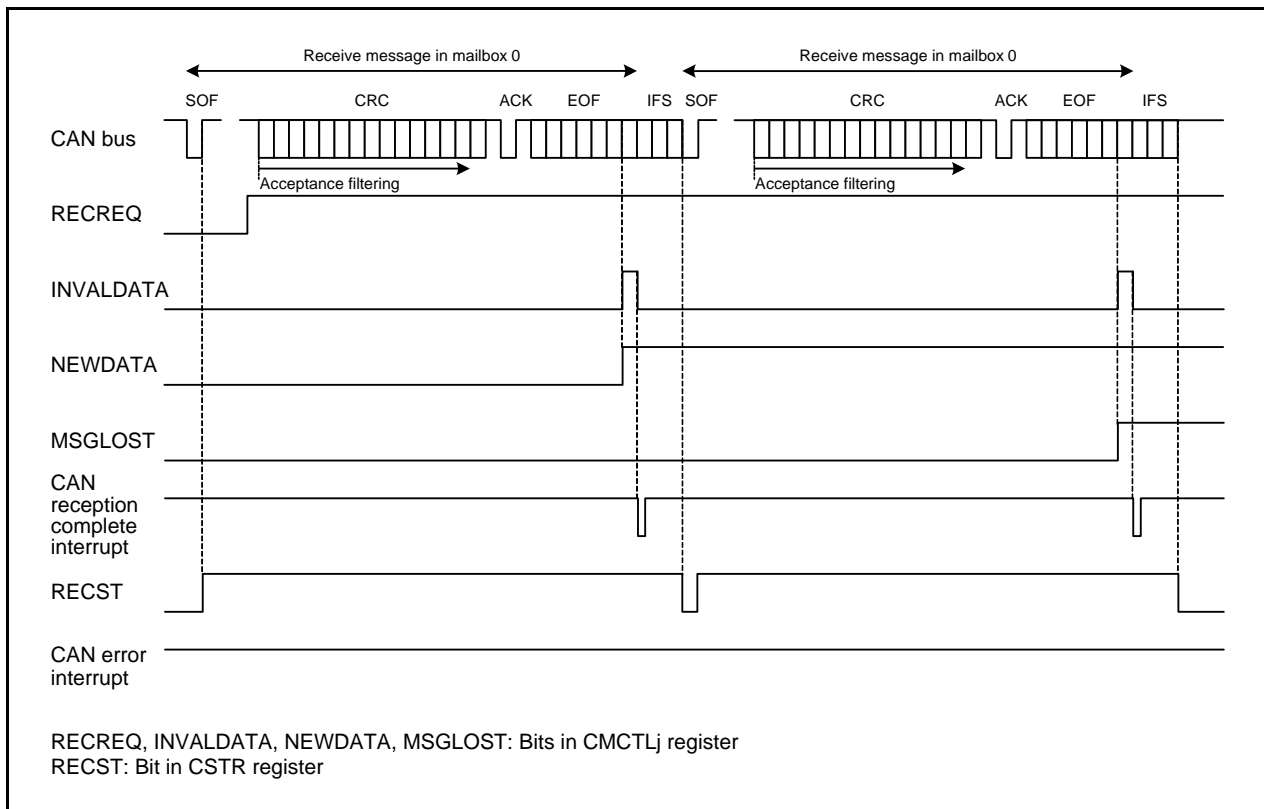 Receive message in mailbox 0 Receive message in mailbox 0
SOF CRC ACK EOF IFS SOF CRC ACK EOF IFS
CAN bus
Acceptance filtering Acceptance filtering
RECREQ
INVALDATA
NEWDATA
MSGLOST
CAN
reception
complete
interrupt
RECST
CAN error
interrupt
RECREQ, INVALDATA, NEWDATA, MSGLOST: Bits in CMCTLj register
RECST: Bit in CSTR register